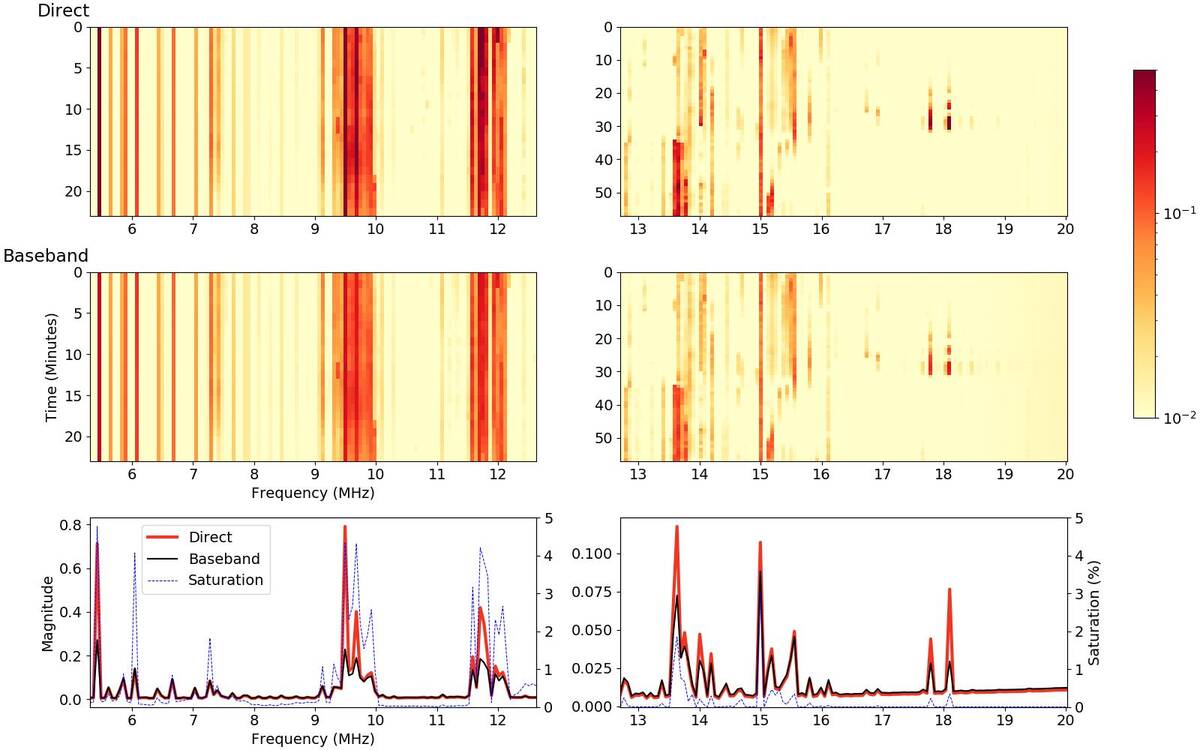 Direct
0
5
10
15
20
6 7 8 9 10 11 12
0
10
20
30
40
50
13 14 15 16 17 18 19 20
10⁻¹
10⁻²
Baseband
Time (Minutes)
0
5
10
15
20
6 7 8 9 10 11 12
Frequency (MHz)
0
10
20
30
40
50
13 14 15 16 17 18 19 20
Magnitude
0.8
0.6
0.4
0.2
0.0
Direct
Baseband
Saturation
5
4
3
2
1
0
6 7 8 9 10 11 12
Frequency (MHz)
0.100
0.075
0.050
0.025
0.000
5
4
3
2
1
0
Saturation (%)
13 14 15 16 17 18 19 20